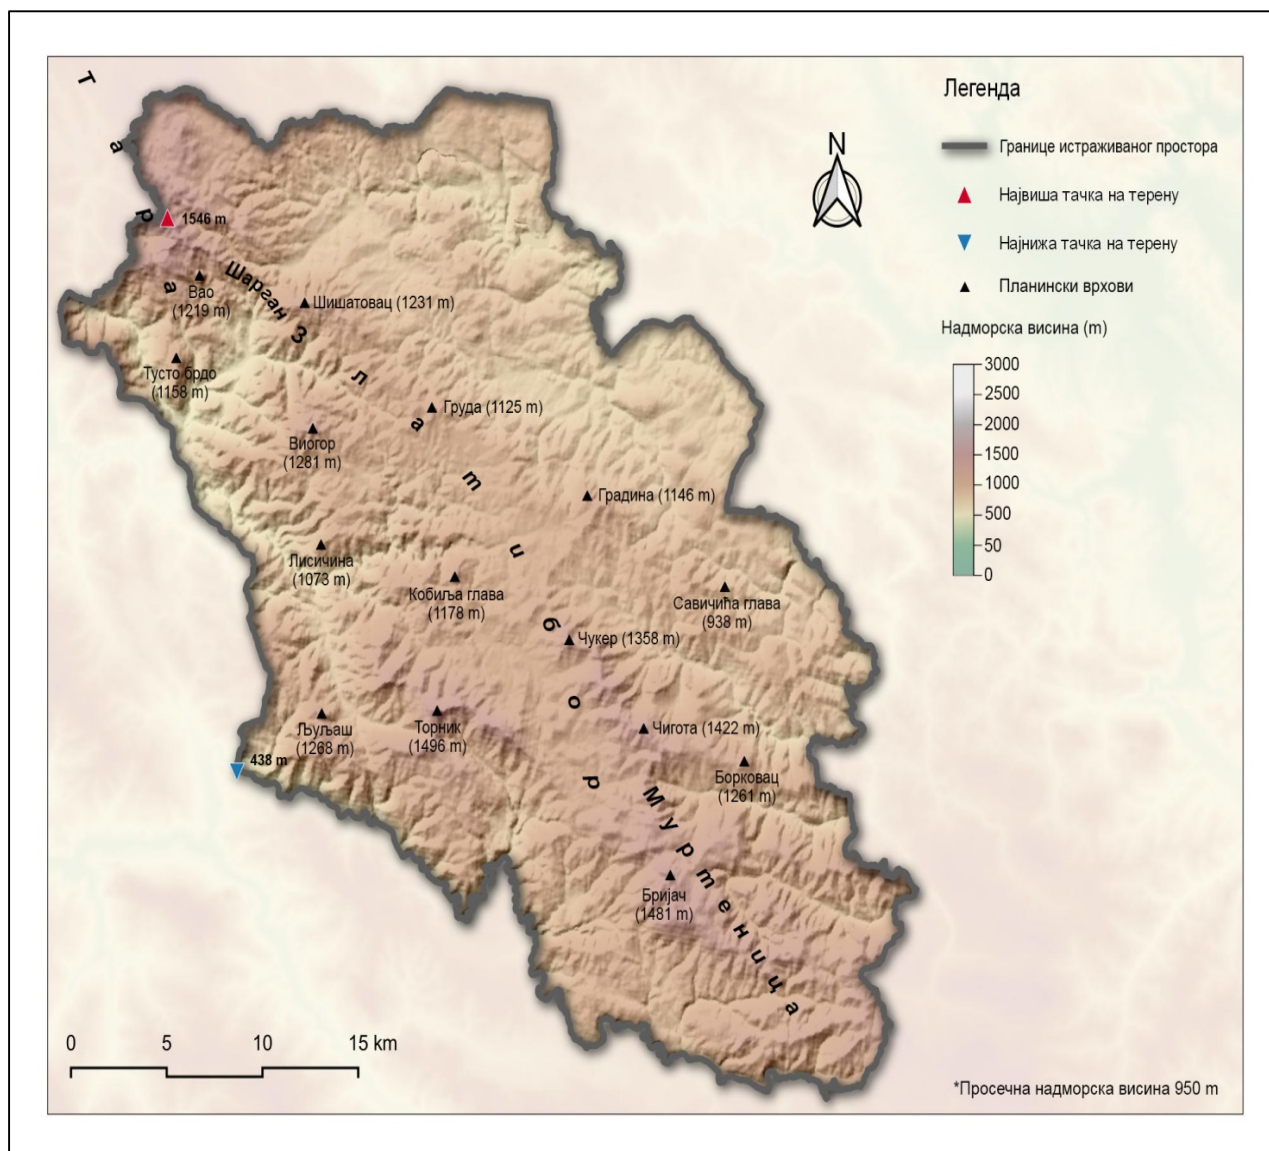 Легенда
Границе истраживаног простора
Највиша тачка на терену
Најнижа тачка на терену
Планински врхови
Надморска висина (m)
3000
2500
2000
1500
1000
500
50
0
N
Тара
1546 m
Шарган
Вао
(1219 m)
Шишатовац (1231 m)
Златибор
Тусто брдо
(1158 m)
Груда (1125 m)
Виогор
(1281 m)
Градина (1146 m)
Лисичина
(1073 m)
Кобиља глава
(1178 m)
Савичића глава
(938 m)
Чукер (1358 m)
Љуљаш
(1268 m)
Торник
(1496 m)
Чигота (1422 m)
438 m
Борковац
(1261 m)
Муртеница
Бријач
(1481 m)
0 5 10 15 km
*Просечна надморска висина 950 m